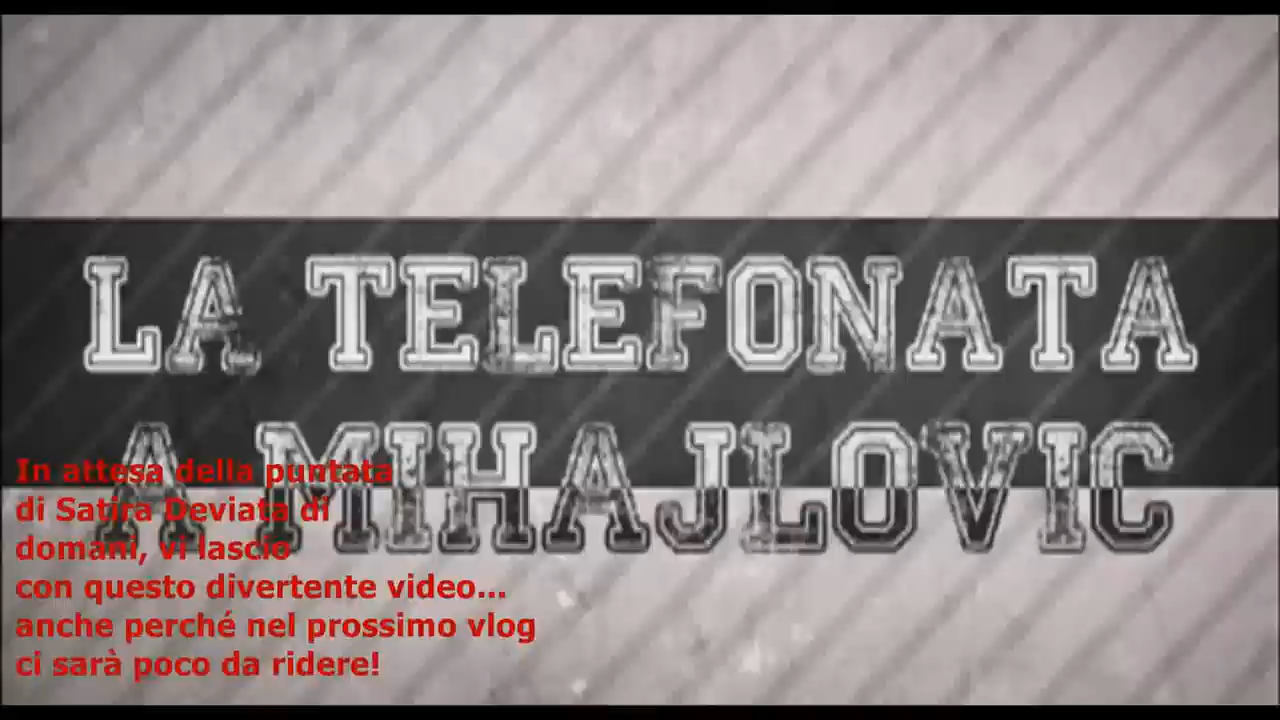 LA TELEFONATA
A MIHAJLOVIC
In attesa della puntata
di Satira Deviata di
domani, vi lascio
con questo divertente video...
anche perché nel prossimo vlog
ci sarà poco da ridere!